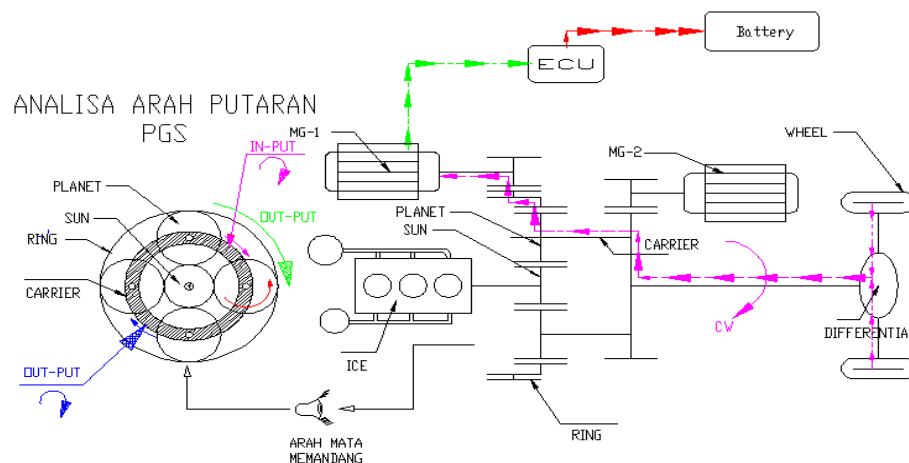 Battery
ECU
ANALISA ARAH PUTARAN
PGS
MG-1
WHEEL
IN-PUT
MG-2
PLANET
SUN
OUT-PUT
RING
PLANET
SUN
CARRIER
CARRIER
CW
DIFFERENTIA
ICE
OUT-PUT
RING
ARAH MATA
MEMANDANG